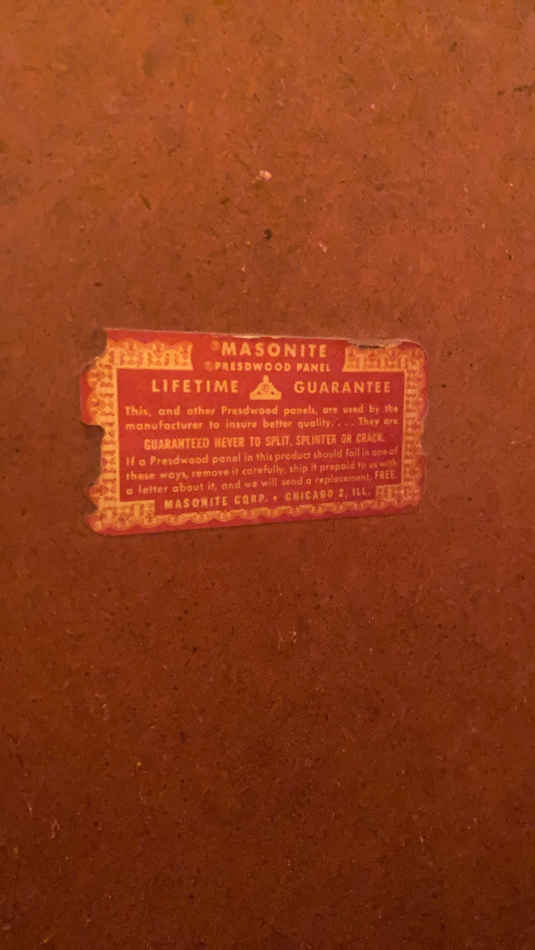 ®MASONITE
®PRESDWOOD PANEL
LIFETIME GUARANTEE
This, and other Presdwood panels, are used by the
manufacturer to insure better quality. . . . They are
GUARANTEED NEVER TO SPLIT, SPLINTER OR CRACK.
If a Presdwood panel in this product should fail in one of
these ways, remove it carefully, ship it prepaid to us with
a letter about it, and we will send a replacement, FREE.
MASONITE CORP. • CHICAGO 2, ILL.